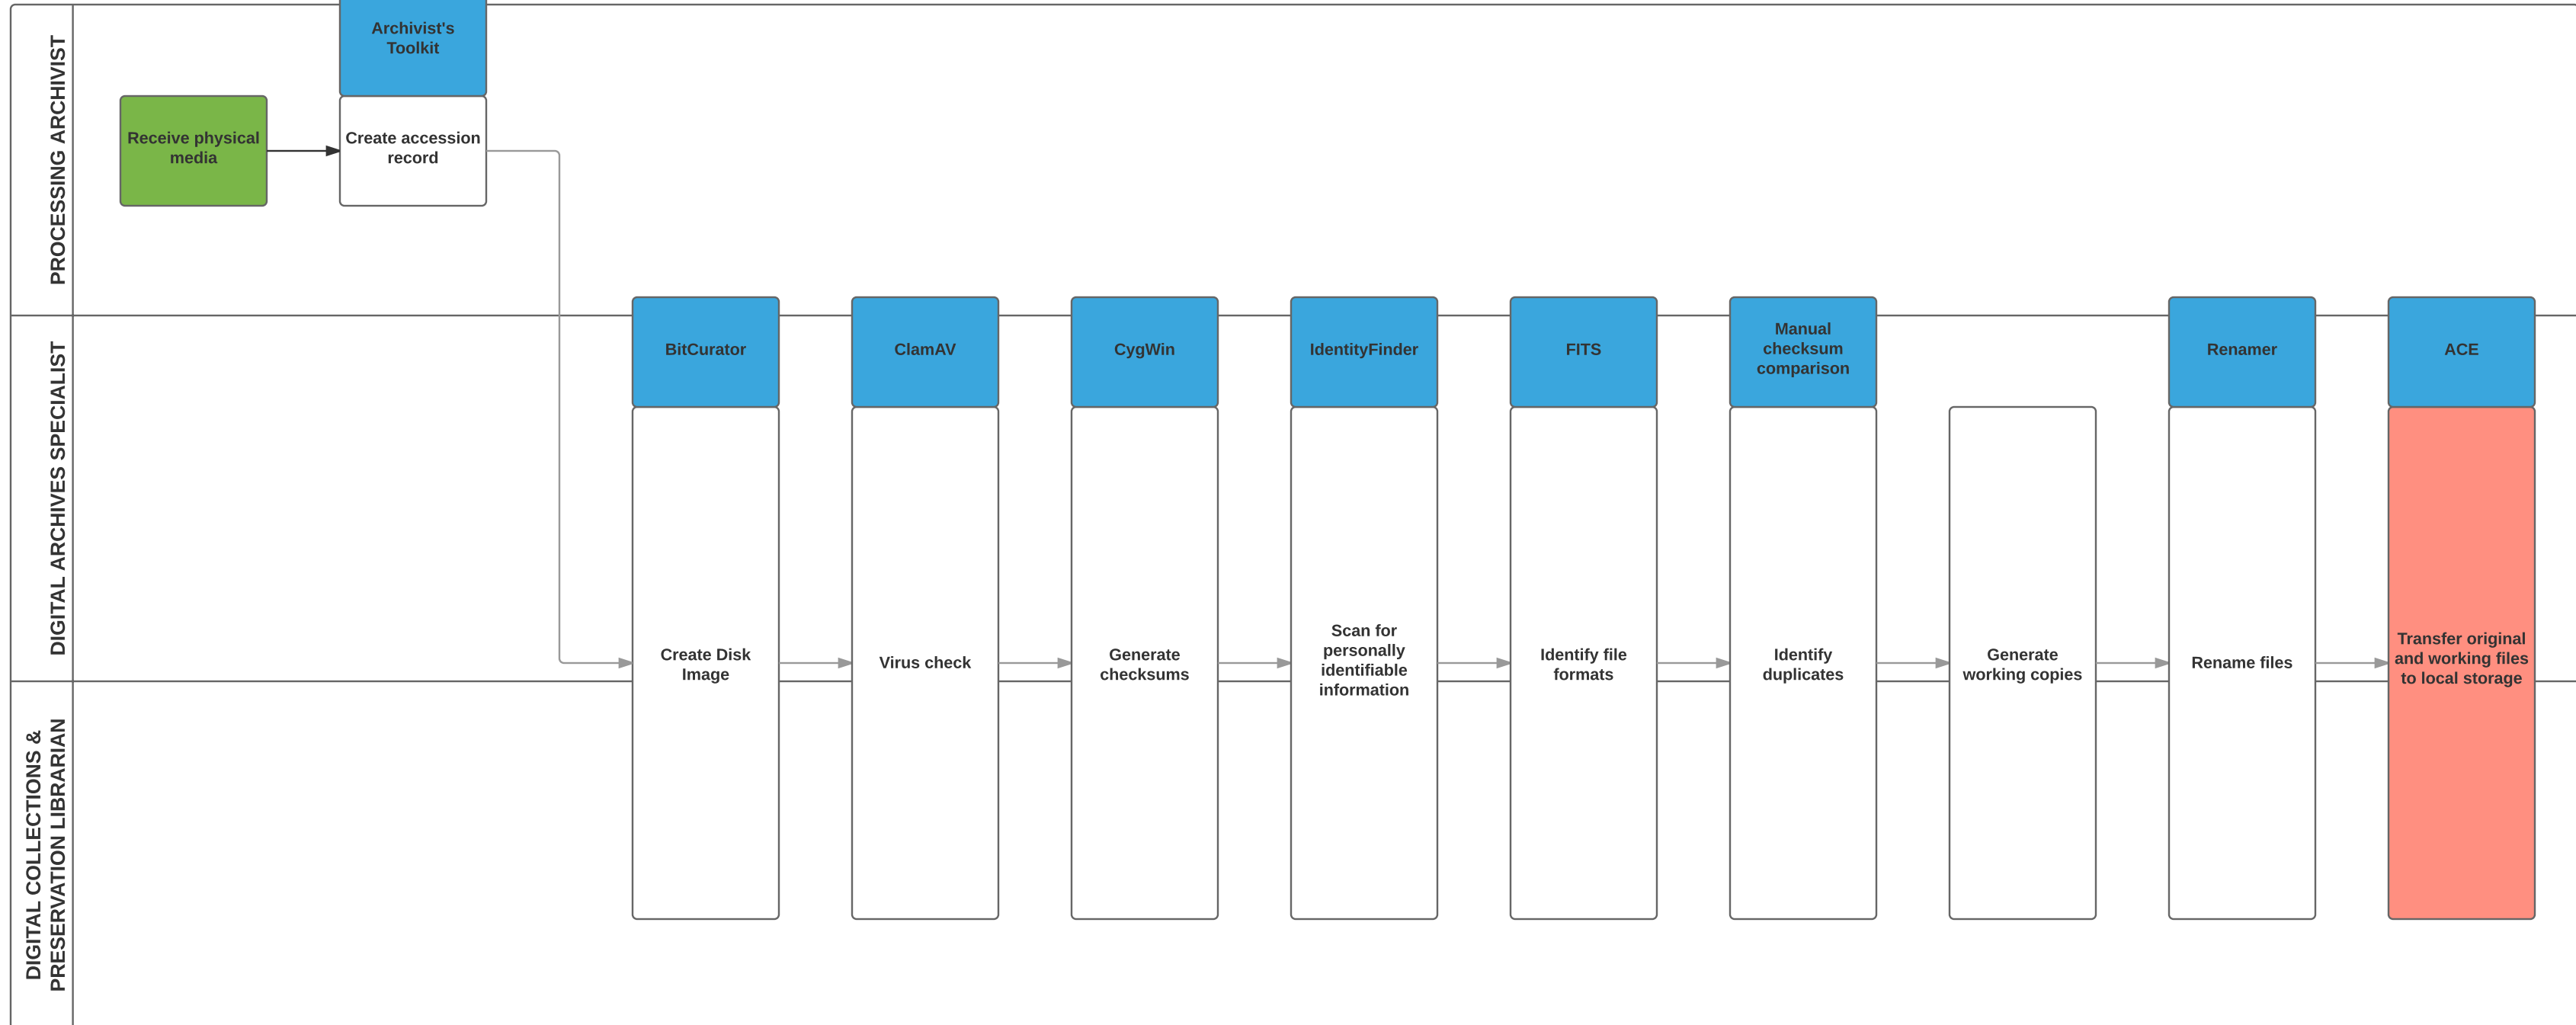 PROCESSING ARCHIVIST
Archivist's
Toolkit
Receive physical
media
Create accession
record
DIGITAL ARCHIVES SPECIALIST
BitCurator
ClamAV
CygWin
IdentityFinder
FITS
Manual
checksum
comparison
Renamer
ACE
Create Disk
Image
Virus check
Generate
checksums
Scan for
personally
identifiable
information
Identify file
formats
Identify
duplicates
Generate
working copies
Rename files
Transfer original
and working files
to local storage
DIGITAL COLLECTIONS &
PRESERVATION LIBRARIAN